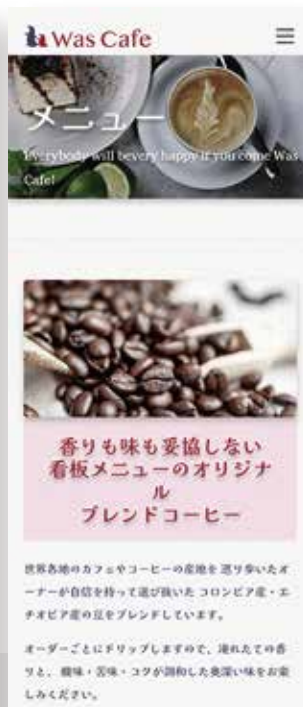 Was Cafe
メニュー
Everybody will bevery happy if you come Was
Cafe!
香りも味も妥協しない
看板メニューのオリジナ
ル
ブレンドコーヒー
世界各地のカフェやコーヒーの産地を 巡り歩いたオ
ーナーが自信を持って選び抜いた コロンビア産・エ
チオピア産の豆をブレンドしています。
オーダーごとにドリップしますので、淹れたての香
りと、 酸味・苦味・コクが調和した奥深い味をお楽
しみください。